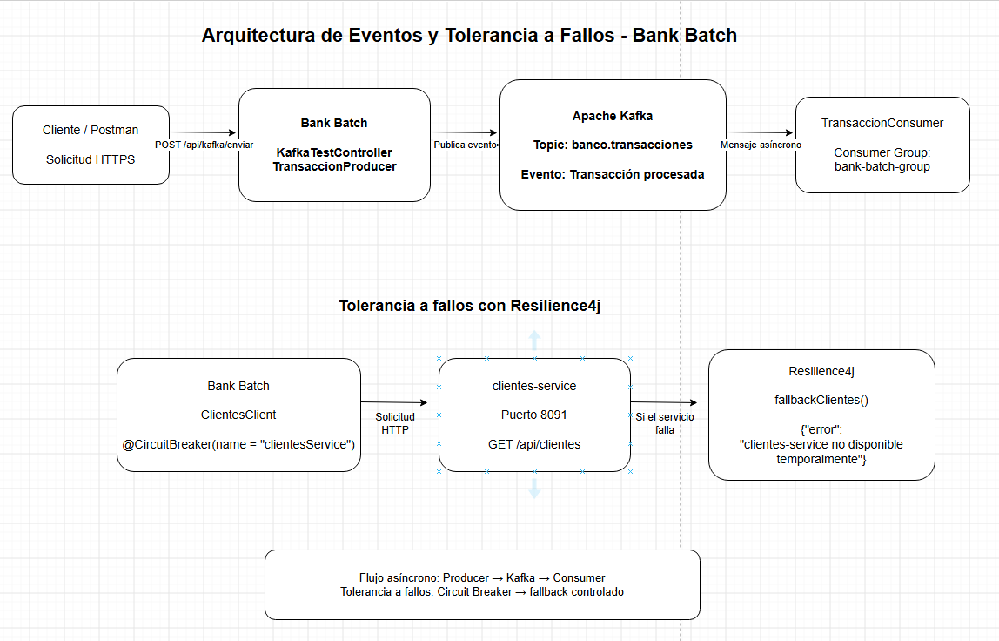 Arquitectura de Eventos y Tolerancia a Fallos - Bank Batch
Cliente / Postman
Solicitud HTTPS
POST /api/kafka/enviar
Bank Batch
KafkaTestController
TransaccionProducer
Publica evento
Apache Kafka
Topic: banco.transacciones
Evento: Transacción procesada
Mensaje asíncrono
TransaccionConsumer
Consumer Group:
bank-batch-group
Tolerancia a fallos con Resilience4j
Bank Batch
ClientesClient
@CircuitBreaker(name = "clientesService")
Solicitud
HTTP
clientes-service
Puerto 8091
GET /api/clientes
Si el servicio
falla
Resilience4j
fallbackClientes()
{"error":
"clientes-service no disponible
temporalmente"}
Flujo asíncrono: Producer → Kafka → Consumer
Tolerancia a fallos: Circuit Breaker → fallback controlado